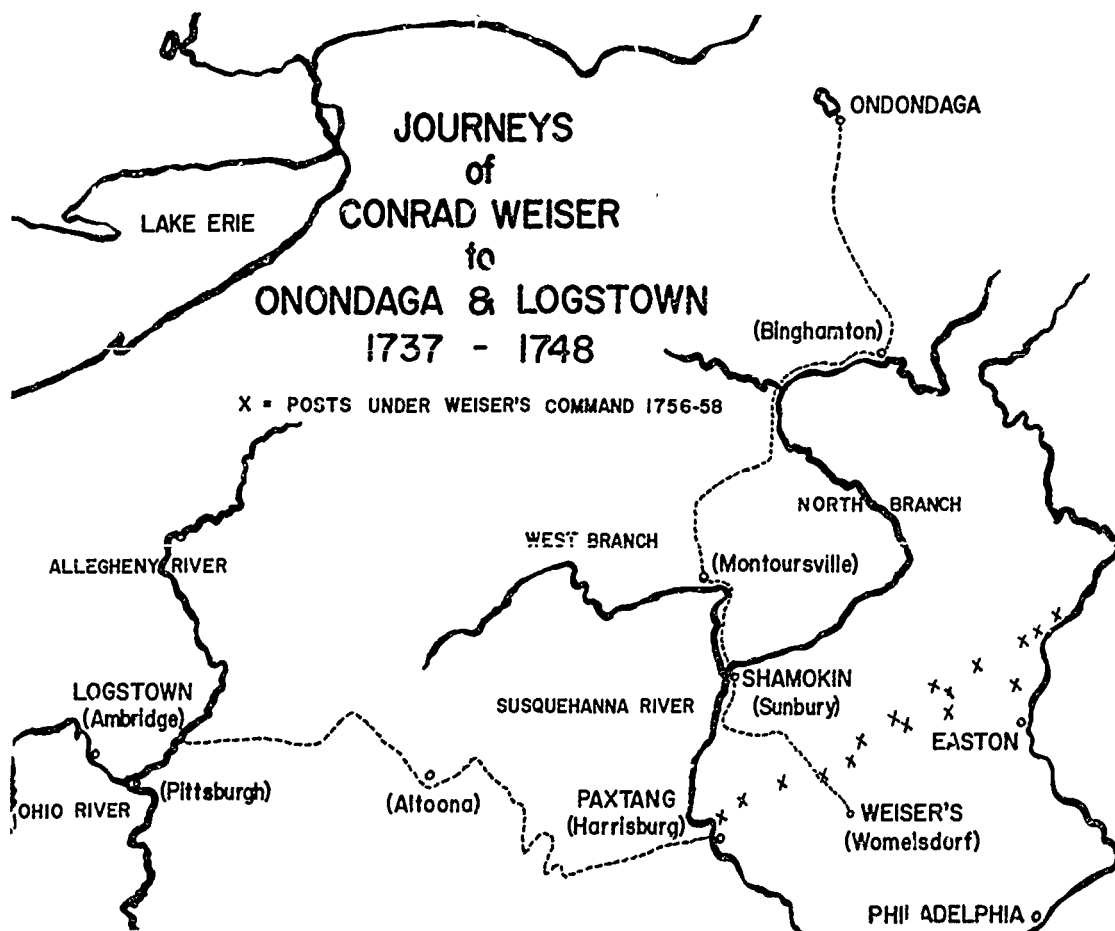 ONDONDAGA
JOURNEYS
of
CONRAD WEISER
to
ONONDAGA & LOGSTOWN
1737 - 1748
X = POSTS UNDER WEISER'S COMMAND 1756-58
LAKE ERIE
(Binghamton)
NORTH BRANCH
WEST BRANCH
(Montoursville)
ALLEGHENY RIVER
LOGSTOWN
(Ambridge)
SUSQUEHANNA RIVER
SHAMOKIN
(Sunbury)
EASTON
(Pittsburgh)
OHIO RIVER
(Altoona)
PAXTANG
(Harrisburg)
WEISER'S
(Womelsdorf)
PHILADELPHIA